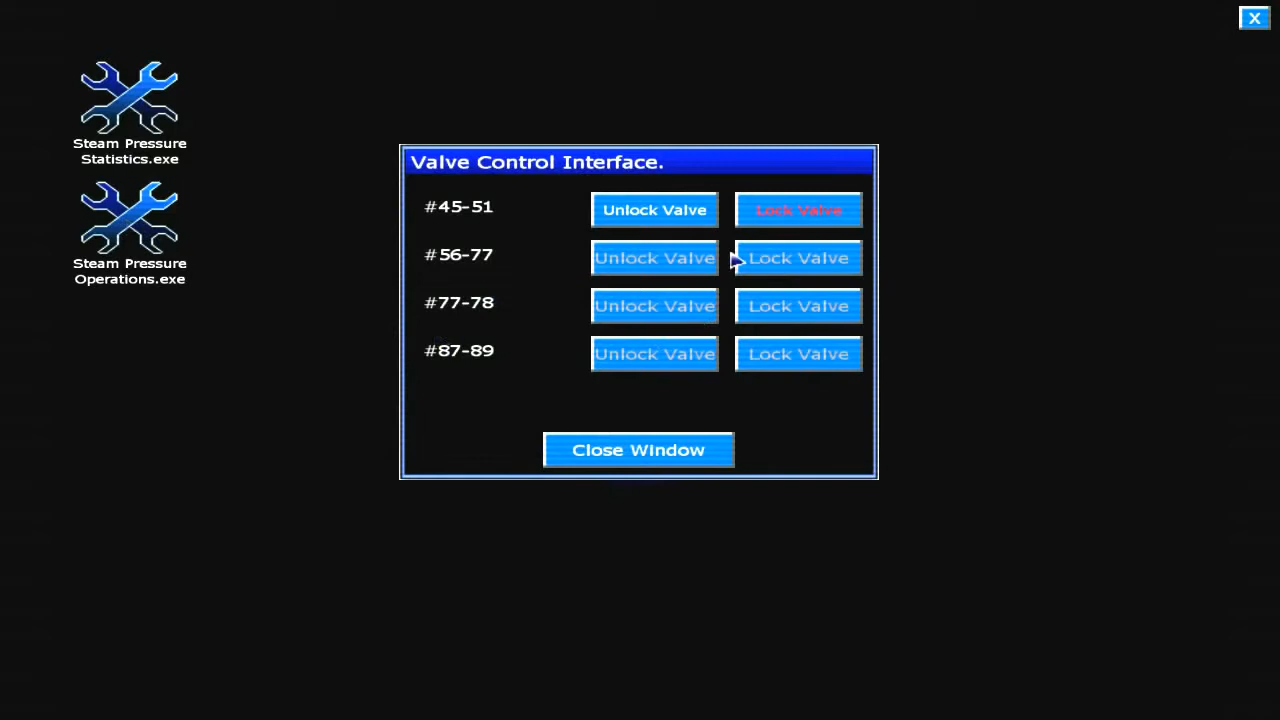 X
Steam Pressure
Statistics.exe
Steam Pressure
Operations.exe
Valve Control Interface.
#45-51 Unlock Valve Lock Valve
#56-77 Unlock Valve Lock Valve
#77-78 Unlock Valve Lock Valve
#87-89 Unlock Valve Lock Valve
Close Window